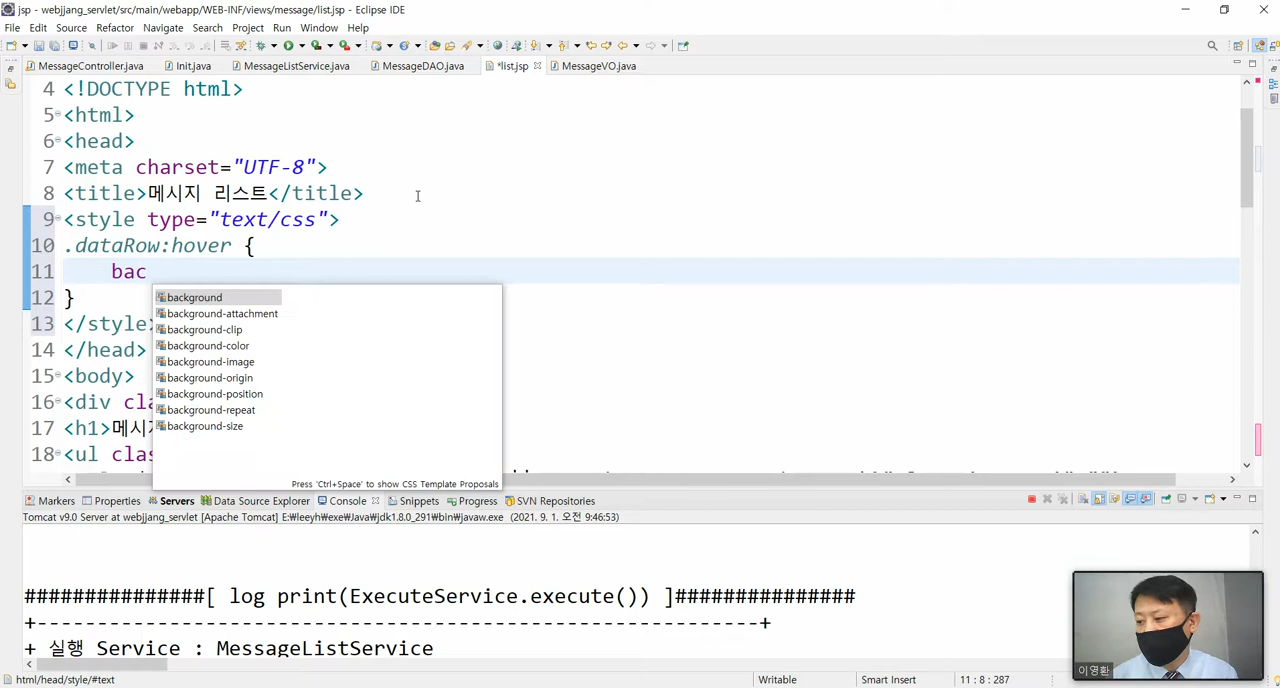 jsp - webjjang_servlet/src/main/webapp/WEB-INF/views/message/list.jsp - Eclipse IDE
File Edit Source Refactor Navigate Search Project Run Window Help
MessageController.java Init.java MessageListService.java MessageDAO.java *list.jsp MessageVO.java
4 <!DOCTYPE html>
5 <html>
6 <head>
7 <meta charset="UTF-8">
8 <title>메시지 리스트</title>
9 <style type="text/css">
10 .dataRow:hover {
11 bac
12 }
13 </style>
14 </head>
15 <body>
16 <div cla
17 <h1>메시지
18 <ul clas
background
background-attachment
background-clip
background-color
background-image
background-origin
background-position
background-repeat
background-size
Press 'Ctrl+Space' to show CSS Template Proposals
Markers Properties Servers Data Source Explorer Console Snippets Progress SVN Repositories
Tomcat v9.0 Server at webjjang_servlet [Apache Tomcat] E:₩leeyh₩exe₩Java₩jdk1.8.0_291₩bin₩javaw.exe (2021. 9. 1. 오전 9:46:53)
###############[ log print(ExecuteService.execute()) ]###############
+------------------------------------------------------------+
+ 실행 Service : MessageListService
이영환
html/head/style/#text Writable Smart Insert 11 : 8 : 287